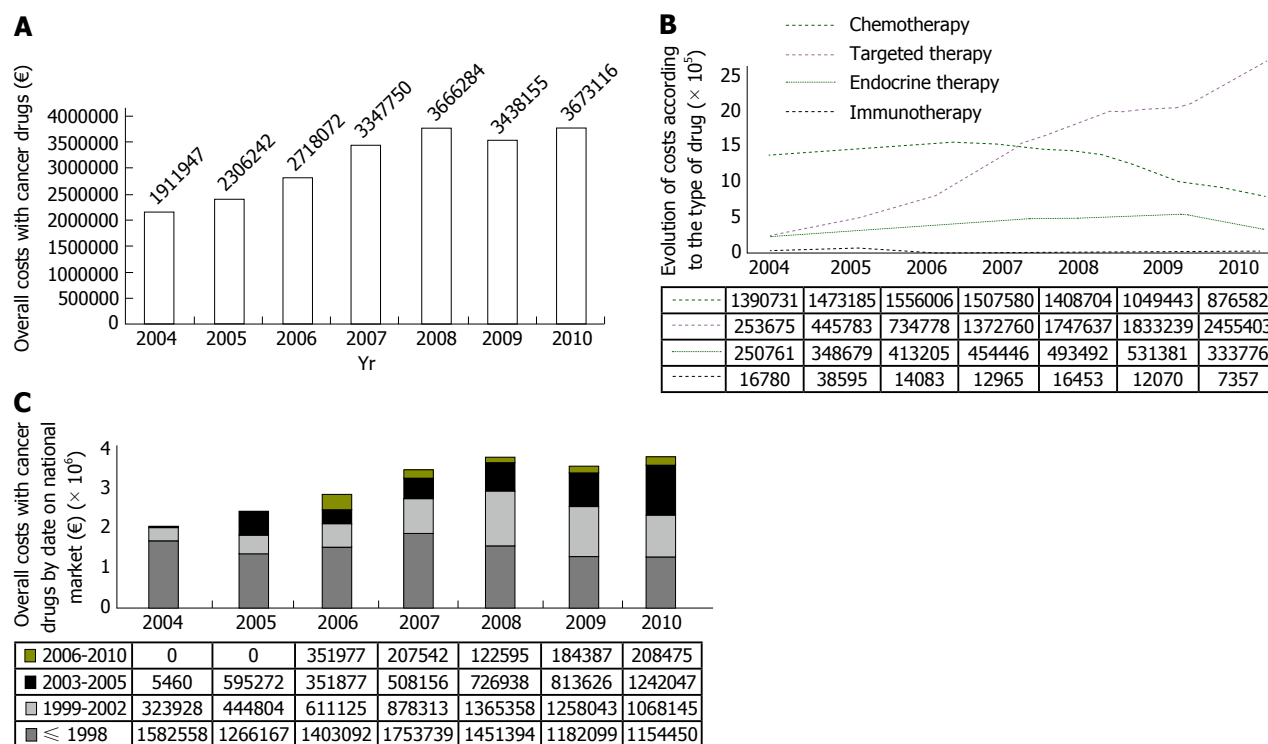 A
Overall costs with cancer drugs (€)
4000000
3500000
3000000
2500000
2000000
1500000
1000000
500000
0
1911947
2306242
2718072
3347750
3666284
3438155
3673116
2004 2005 2006 2007 2008 2009 2010
Yr
B
Evolution of costs according
to the type of drug (× 10⁵)
Chemotherapy
Targeted therapy
Endocrine therapy
Immunotherapy
25
20
15
10
5
0
2004 2005 2006 2007 2008 2009 2010
1390731 1473185 1556006 1507580 1408704 1049443 876582
253675 445783 734778 1372760 1747637 1833239 2455403
250761 348679 413205 454446 493492 531381 333776
16780 38595 14083 12965 16453 12070 7357
C
Overall costs with cancer
drugs by date on national
market (€) (× 10⁶)
4
3
2
1
0
2004 2005 2006 2007 2008 2009 2010
2006-2010 0 0 351977 207542 122595 184387 208475
2003-2005 5460 595272 351877 508156 726938 813626 1242047
1999-2002 323928 444804 611125 878313 1365358 1258043 1068145
≤ 1998 1582558 1266167 1403092 1753739 1451394 1182099 1154450